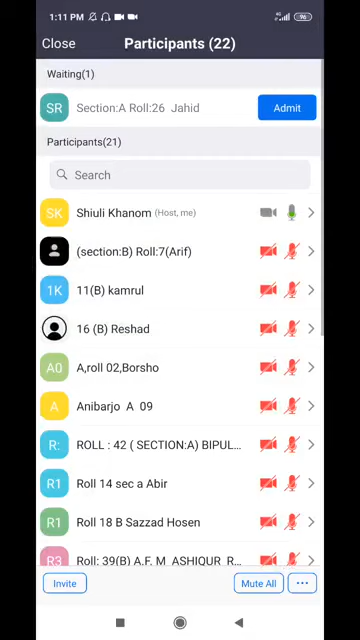 1:11 PM 4G 96
Close Participants (22)
Waiting(1)
SR Section:A Roll:26 Jahid Admit
Participants(21)
Search
SK Shiuli Khanom (Host, me)
(section:B) Roll:7(Arif)
1K 11(B) kamrul
16 (B) Reshad
A0 A,roll 02,Borsho
A Anibarjo A 09
R: ROLL : 42 ( SECTION:A) BIPUL...
R1 Roll 14 sec a Abir
R1 Roll 18 B Sazzad Hosen
R3 Roll: 39(B) A.F. M ASHIQUR R...
Invite Mute All ...